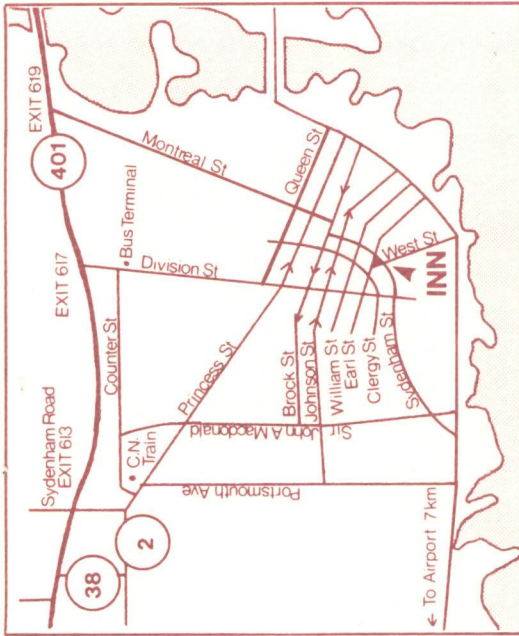 EXIT 619
401
Montreal St
Queen St
Bus Terminal
EXIT 617
Division St
West St
INN
Counter St
Princess St
Brock St
Johnson St
William St
Earl St
Clergy St
Sydenham St
Sydenham Road
EXIT 613
C.N.
Train
Sir
John A Macdonald
Portsmouth Ave
38
2
← To Airport 7km